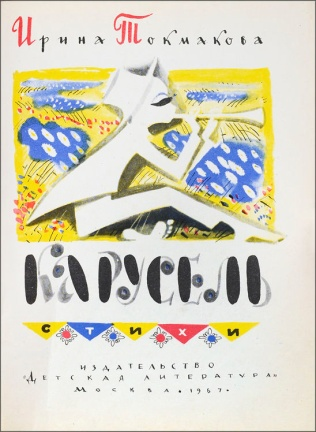 Ирина Токмакова
КАРУСЕЛЬ
СТИХИ
ИЗДАТЕЛЬСТВО
"ДЕТСКАЯ ЛИТЕРАТУРА"
МОСКВА • 1967 •